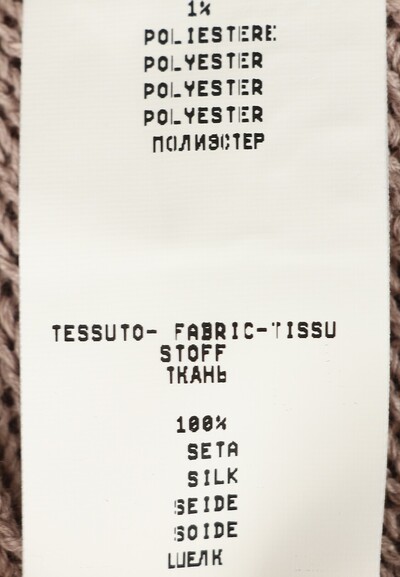 1%
POLIESTERE
POLYESTER
POLYESTER
POLYESTER
ПОЛИЭСТЕР
TESSUTO- FABRIC-TISSU
STOFF
ТКАНЬ
100%
SETA
SILK
SEIDE
SOIDE
ШЕЛК